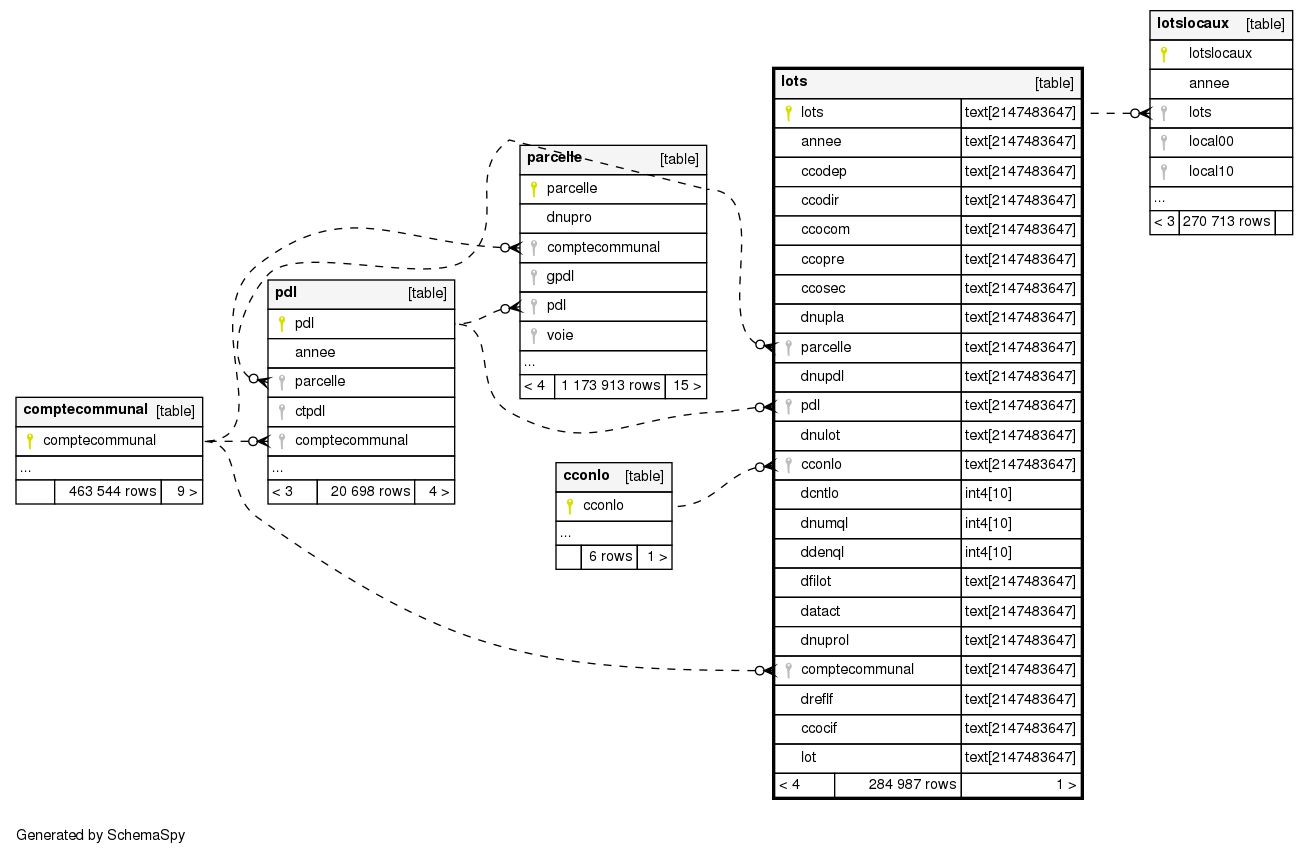 lotslocaux [table]
lotslocaux
annee
lots
local00
local10
...
< 3 270 713 rows
lots [table]
lots text[2147483647]
annee text[2147483647]
ccodep text[2147483647]
ccodir text[2147483647]
ccocom text[2147483647]
ccopre text[2147483647]
ccosec text[2147483647]
dnupla text[2147483647]
parcelle text[2147483647]
dnupdl text[2147483647]
pdl text[2147483647]
dnulot text[2147483647]
cconlo text[2147483647]
dcntlo int4[10]
dnumql int4[10]
ddenql int4[10]
dfilot text[2147483647]
datact text[2147483647]
dnuprol text[2147483647]
comptecommunal text[2147483647]
dreflf text[2147483647]
ccocif text[2147483647]
lot text[2147483647]
< 4 284 987 rows 1 >
parcelle [table]
parcelle
dnupro
comptecommunal
gpdl
pdl
voie
...
< 4 1 173 913 rows 15 >
pdl [table]
pdl
annee
parcelle
ctpdl
comptecommunal
...
< 3 20 698 rows 4 >
comptecommunal [table]
comptecommunal
...
463 544 rows 9 >
cconlo [table]
cconlo
...
6 rows 1 >
Generated by SchemaSpy